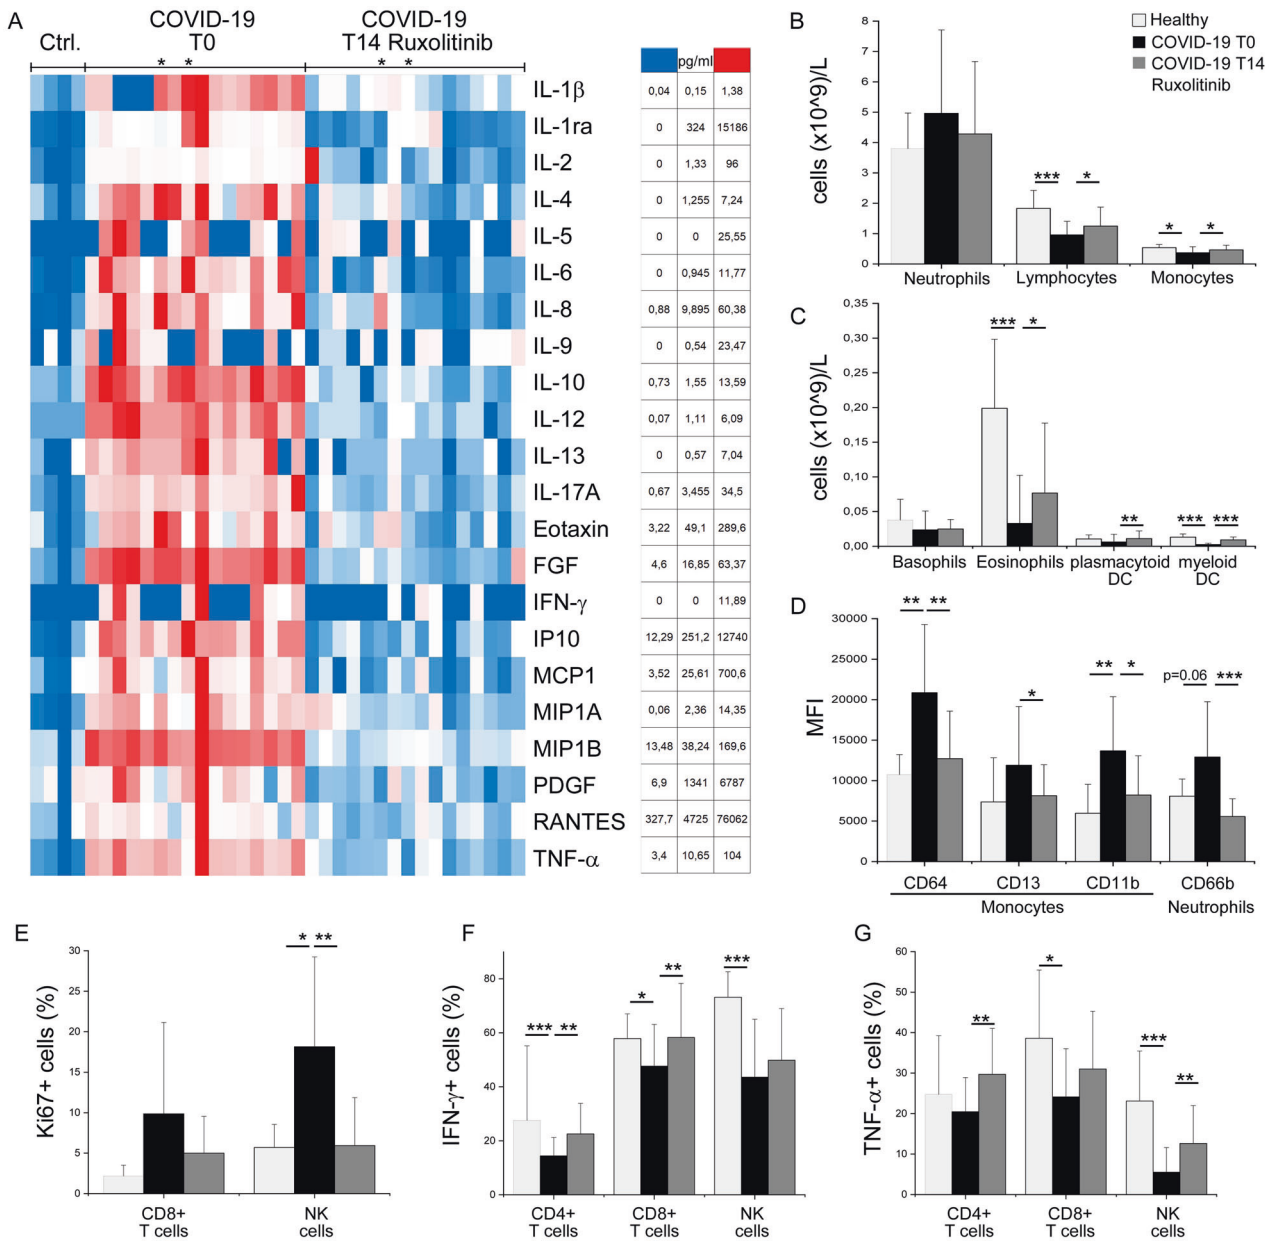 A
Ctrl.
COVID-19
T0
COVID-19
T14 Ruxolitinib
* *
* *
IL-1β
IL-1ra
IL-2
IL-4
IL-5
IL-6
IL-8
IL-9
IL-10
IL-12
IL-13
IL-17A
Eotaxin
FGF
IFN-γ
IP10
MCP1
MIP1A
MIP1B
PDGF
RANTES
TNF-α
pg/ml
0,04 0,15 1,38
0 324 15186
0 1,33 96
0 1,255 7,24
0 0 25,55
0 0,945 11,77
0,88 9,895 60,38
0 0,54 23,47
0,73 1,55 13,59
0,07 1,11 6,09
0 0,57 7,04
0,67 3,455 34,5
3,22 49,1 289,6
4,6 16,85 63,37
0 0 11,89
12,29 251,2 12740
3,52 25,61 700,6
0,06 2,36 14,35
13,48 38,24 169,6
6,9 1341 6787
327,7 4725 76062
3,4 10,65 104
B
Healthy
COVID-19 T0
COVID-19 T14
Ruxolitinib
cells (x10^9)/L
8
7
6
5
4
3
2
1
0
*** *
* *
Neutrophils Lymphocytes Monocytes
C
cells (x10^9)/L
0,35
0,30
0,20
0,15
0,10
0,05
0,00
*** *
**
*** ***
Basophils Eosinophils plasmacytoid DC myeloid DC
D
MFI
30000
25000
20000
15000
10000
5000
0
** **
*
** *
p=0.06 ***
CD64 CD13 CD11b CD66b
Monocytes Neutrophils
E
Ki67+ cells (%)
30
25
20
15
10
5
0
* **
CD8+ T cells
NK cells
F
IFN-γ+ cells (%)
80
60
40
20
0
*** **
* **
***
CD4+ T cells
CD8+ T cells
NK cells
G
TNF-α+ cells (%)
60
50
40
30
20
10
0
**
*
*** **
CD4+ T cells
CD8+ T cells
NK cells